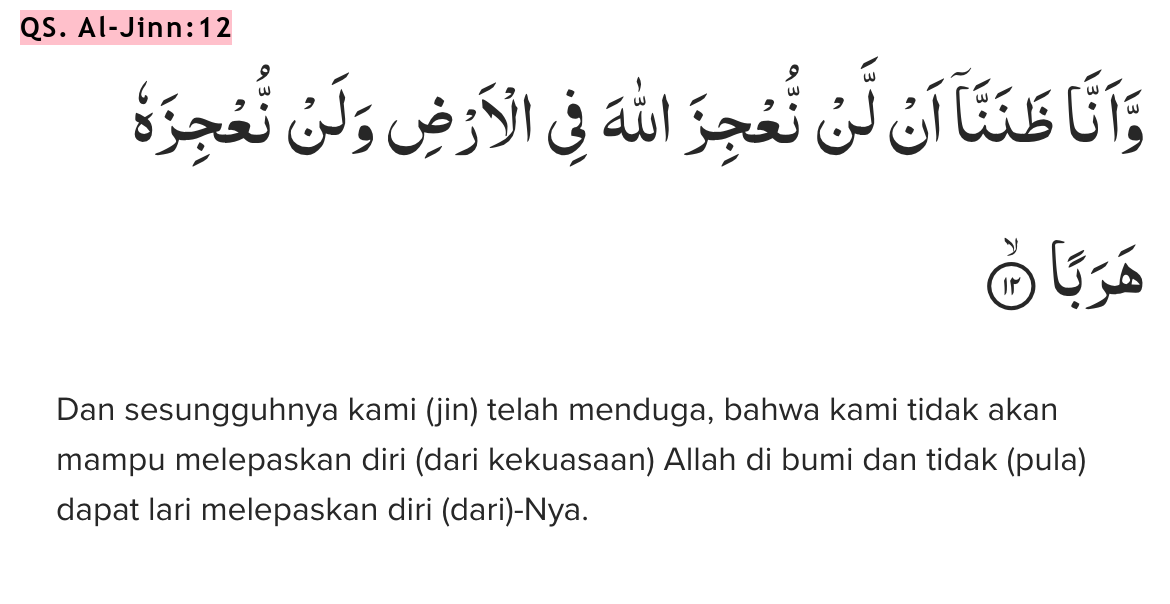 QS. Al-Jinn:12
وَّاَنَّا ظَنَنَّآ اَنْ لَّنْ نُّعْجِزَ اللّٰهَ فِى الْاَرْضِ وَلَنْ نُّعْجِزَهٗ
هَرَبًاۙ ١٢
Dan sesungguhnya kami (jin) telah menduga, bahwa kami tidak akan
mampu melepaskan diri (dari kekuasaan) Allah di bumi dan tidak (pula)
dapat lari melepaskan diri (dari)-Nya.